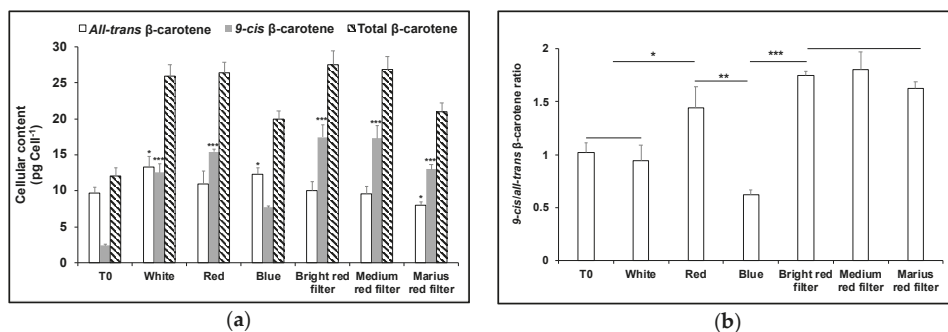 All-trans β-carotene 9-cis β-carotene Total β-carotene
30
25
20
15
10
5
0
Cellular content
(pg Cell-1)
* *** *** * *** *** * ***
T0 White Red Blue Bright red filter Medium red filter Marius red filter
(a)
2
1.5
1
0.5
0
9-cis/all-trans β-carotene ratio
* ** ***
T0 White Red Blue Bright red filter Medium red filter Marius red filter
(b)